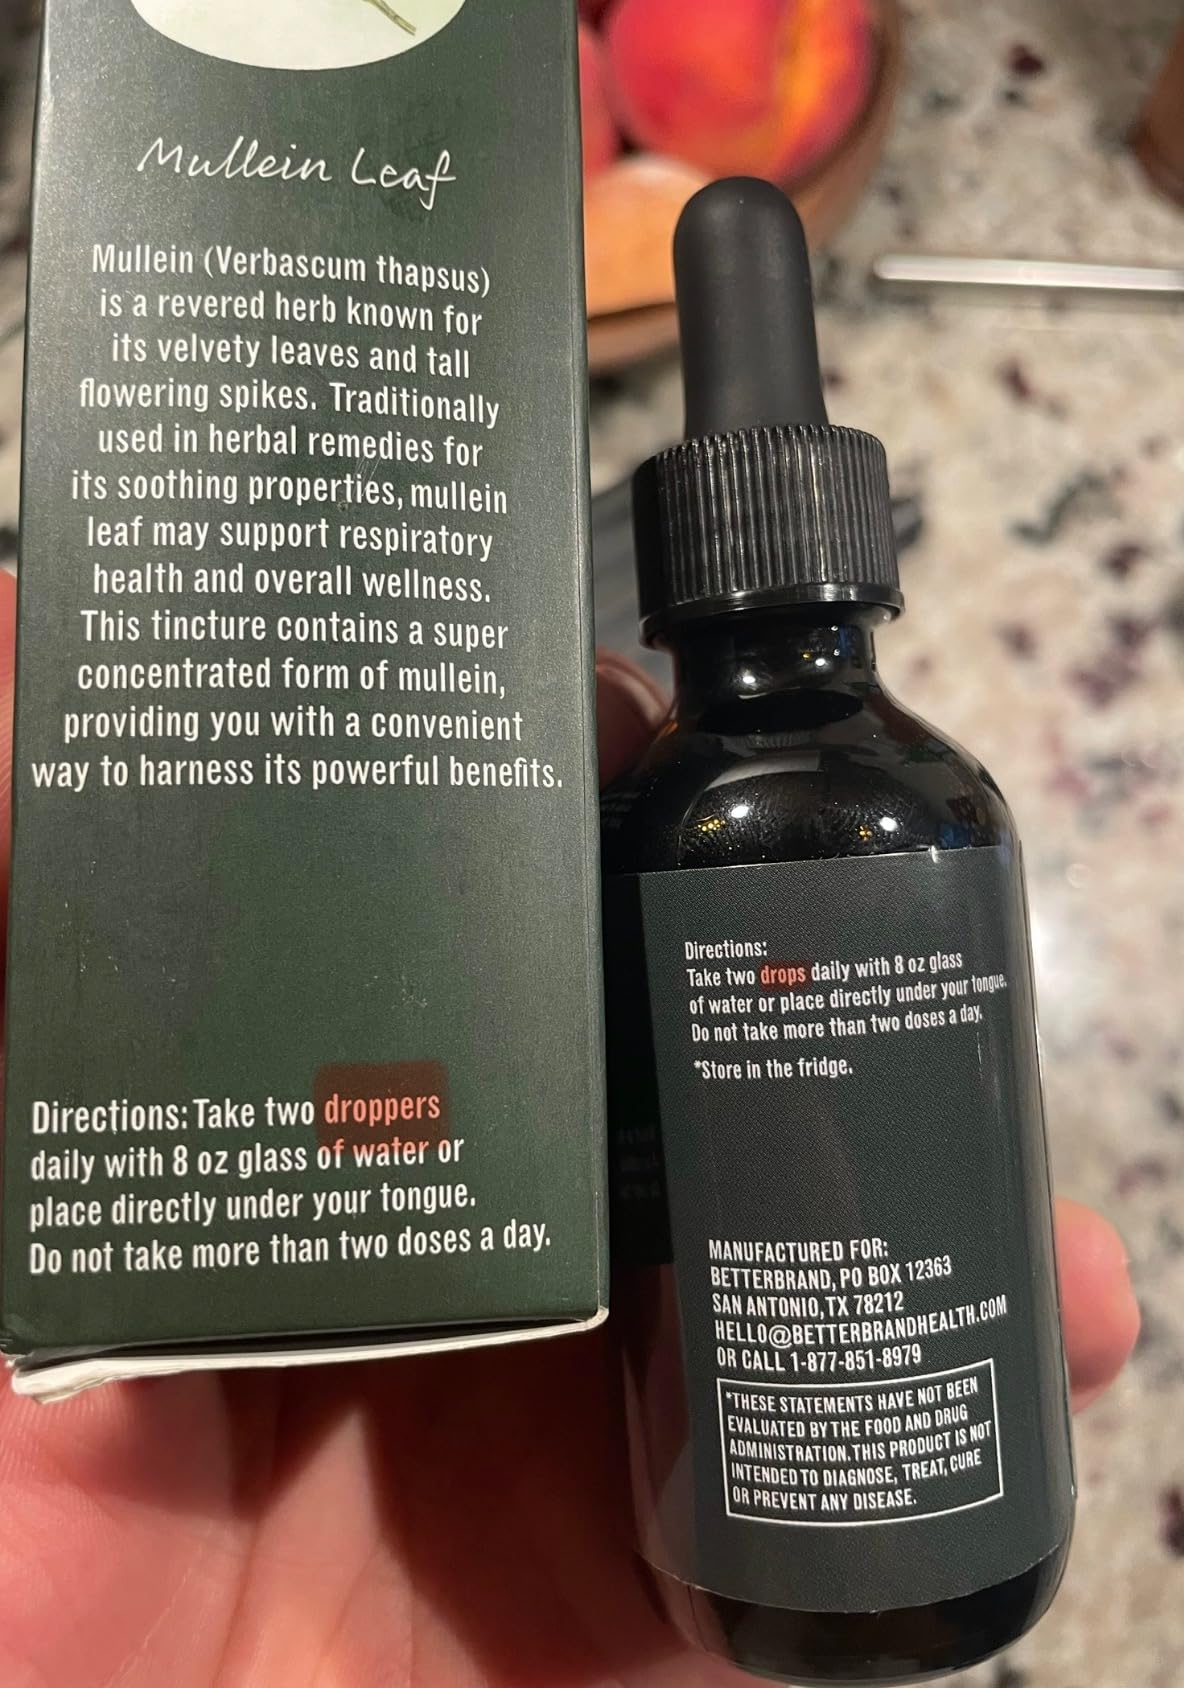 Mullein Leaf
Mullein (Verbascum thapsus)
is a revered herb known for
its velvety leaves and tall
flowering spikes. Traditionally
used in herbal remedies for
its soothing properties, mullein
leaf may support respiratory
health and overall wellness.
This tincture contains a super
concentrated form of mullein,
providing you with a convenient
way to harness its powerful benefits.
Directions: Take two droppers
daily with 8 oz glass of water or
place directly under your tongue.
Do not take more than two doses a day.
Directions:
Take two drops daily with 8 oz glass
of water or place directly under your tongue.
Do not take more than two doses a day.
*Store in the fridge.
MANUFACTURED FOR:
BETTERBRAND, PO BOX 12363
SAN ANTONIO, TX 78212
HELLO@BETTERBRANDHEALTH.COM
OR CALL 1-877-851-8979
*THESE STATEMENTS HAVE NOT BEEN
EVALUATED BY THE FOOD AND DRUG
ADMINISTRATION. THIS PRODUCT IS NOT
INTENDED TO DIAGNOSE, TREAT, CURE
OR PREVENT ANY DISEASE.